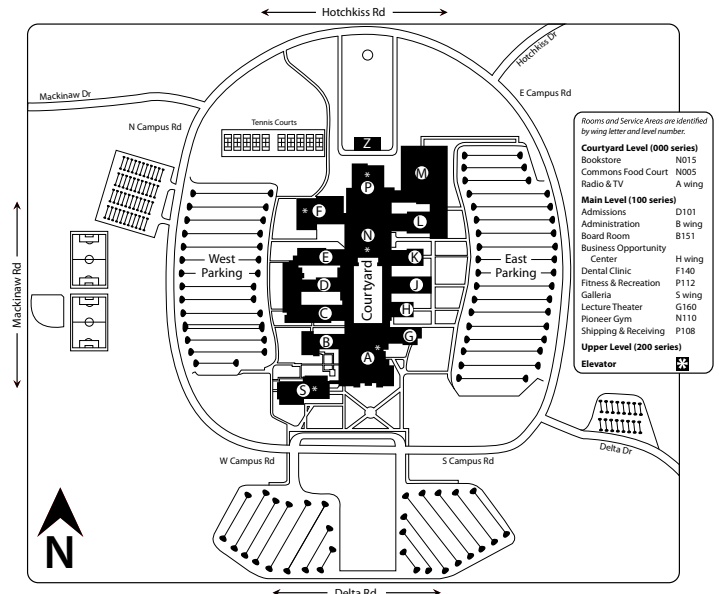 Hotchkiss Rd
Hotchkiss Dr
Mackinaw Dr
E Campus Rd
N Campus Rd
Tennis Courts
Z
Rooms and Service Areas are identified
by wing letter and level number.
Courtyard Level (000 series)
Bookstore N015
Commons Food Court N005
Radio & TV A wing
Main Level (100 series)
Admissions D101
Administration B wing
Board Room B151
Business Opportunity
Center H wing
Dental Clinic F140
Fitness & Recreation P112
Galleria S wing
Lecture Theater G160
Pioneer Gym N110
Shipping & Receiving P108
Upper Level (200 series)
Elevator *
* P
M
* F
L
N
*
E
K
West
Parking
East
Parking
Courtyard
D
J
C
H
B
G
A *
S *
Mackinaw Rd
W Campus Rd
S Campus Rd
Delta Dr
N
Delta Rd